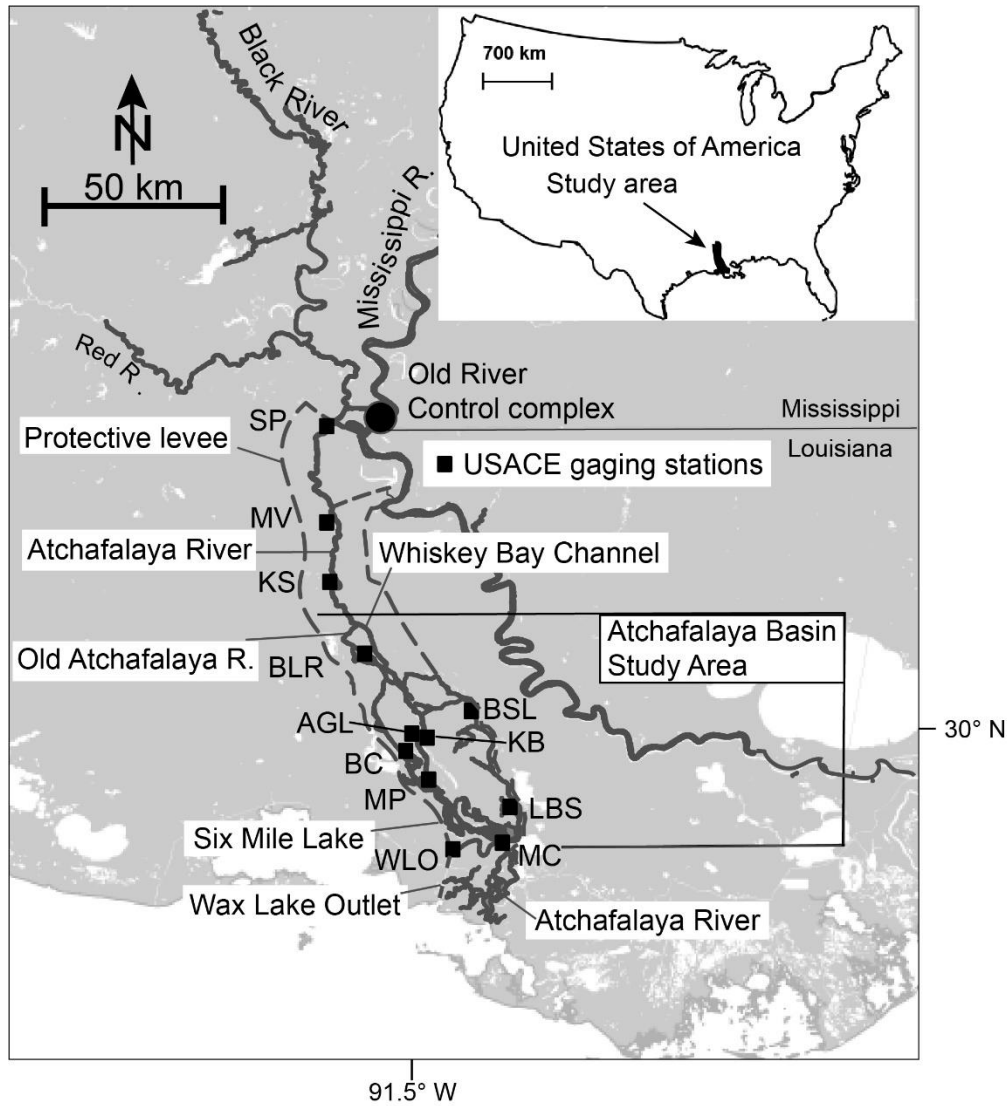 Black River
N
50 km
Mississippi R.
700 km
United States of America
Study area
Red R.
Old River
Control complex
Mississippi
Louisiana
SP
Protective levee
USACE gaging stations
MV
Atchafalaya River
Whiskey Bay Channel
KS
Old Atchafalaya R.
BLR
Atchafalaya Basin
Study Area
BSL
AGL
KB
30° N
BC
MP
LBS
Six Mile Lake
WLO
MC
Wax Lake Outlet
Atchafalaya River
91.5° W